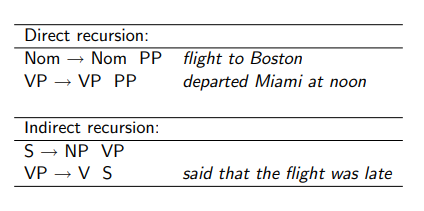 Direct recursion:
Nom → Nom PP flight to Boston
VP → VP PP departed Miami at noon
Indirect recursion:
S → NP VP
VP → V S said that the flight was late